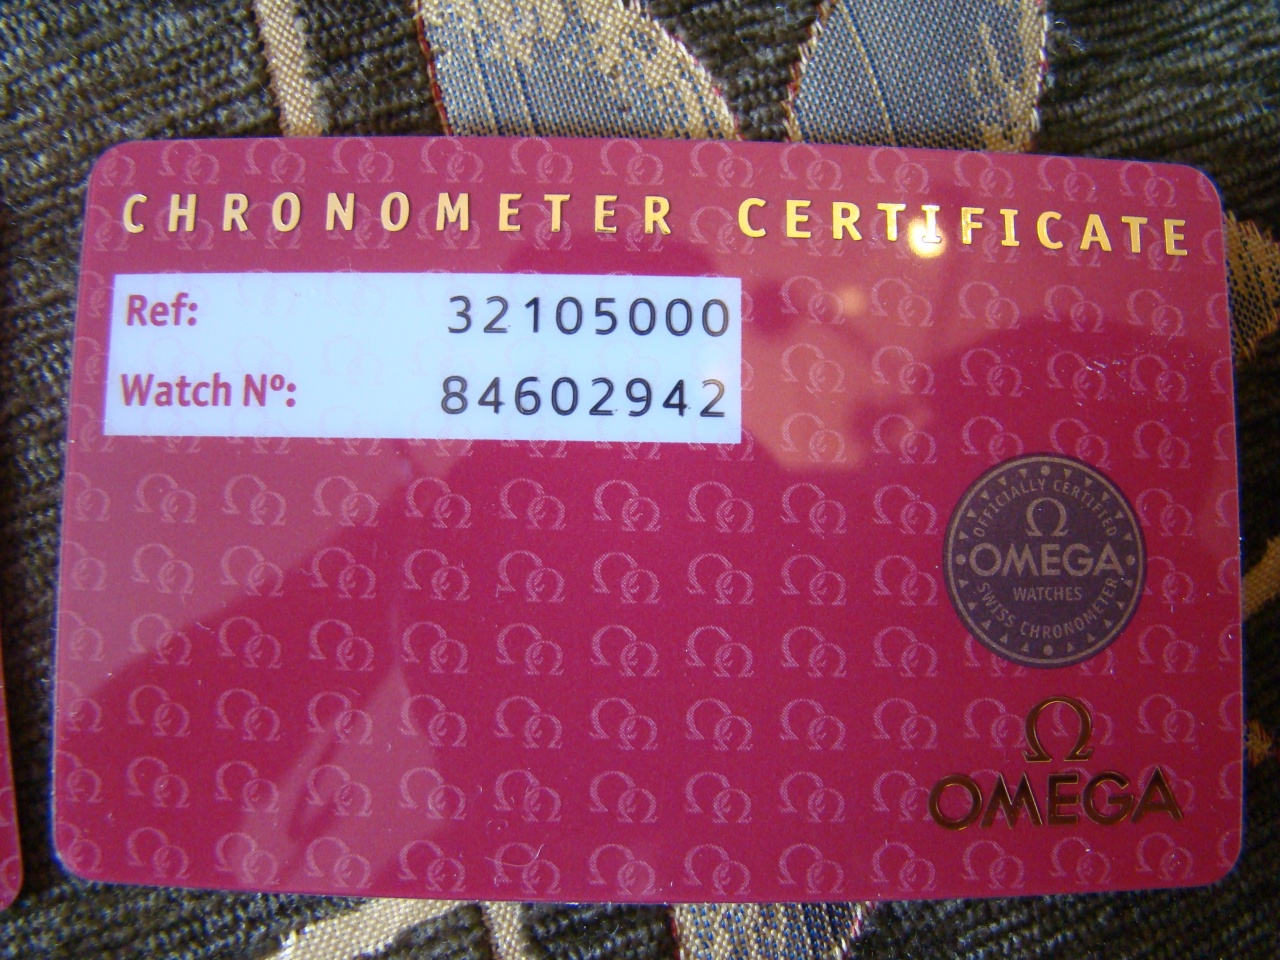 CHRONOMETER CERTIFICATE
Ref: 32105000
Watch Nº: 84602942
OFFICIALLY CERTIFIED
Ω
OMEGA
WATCHES
SWISS CHRONOMETER
Ω
OMEGA